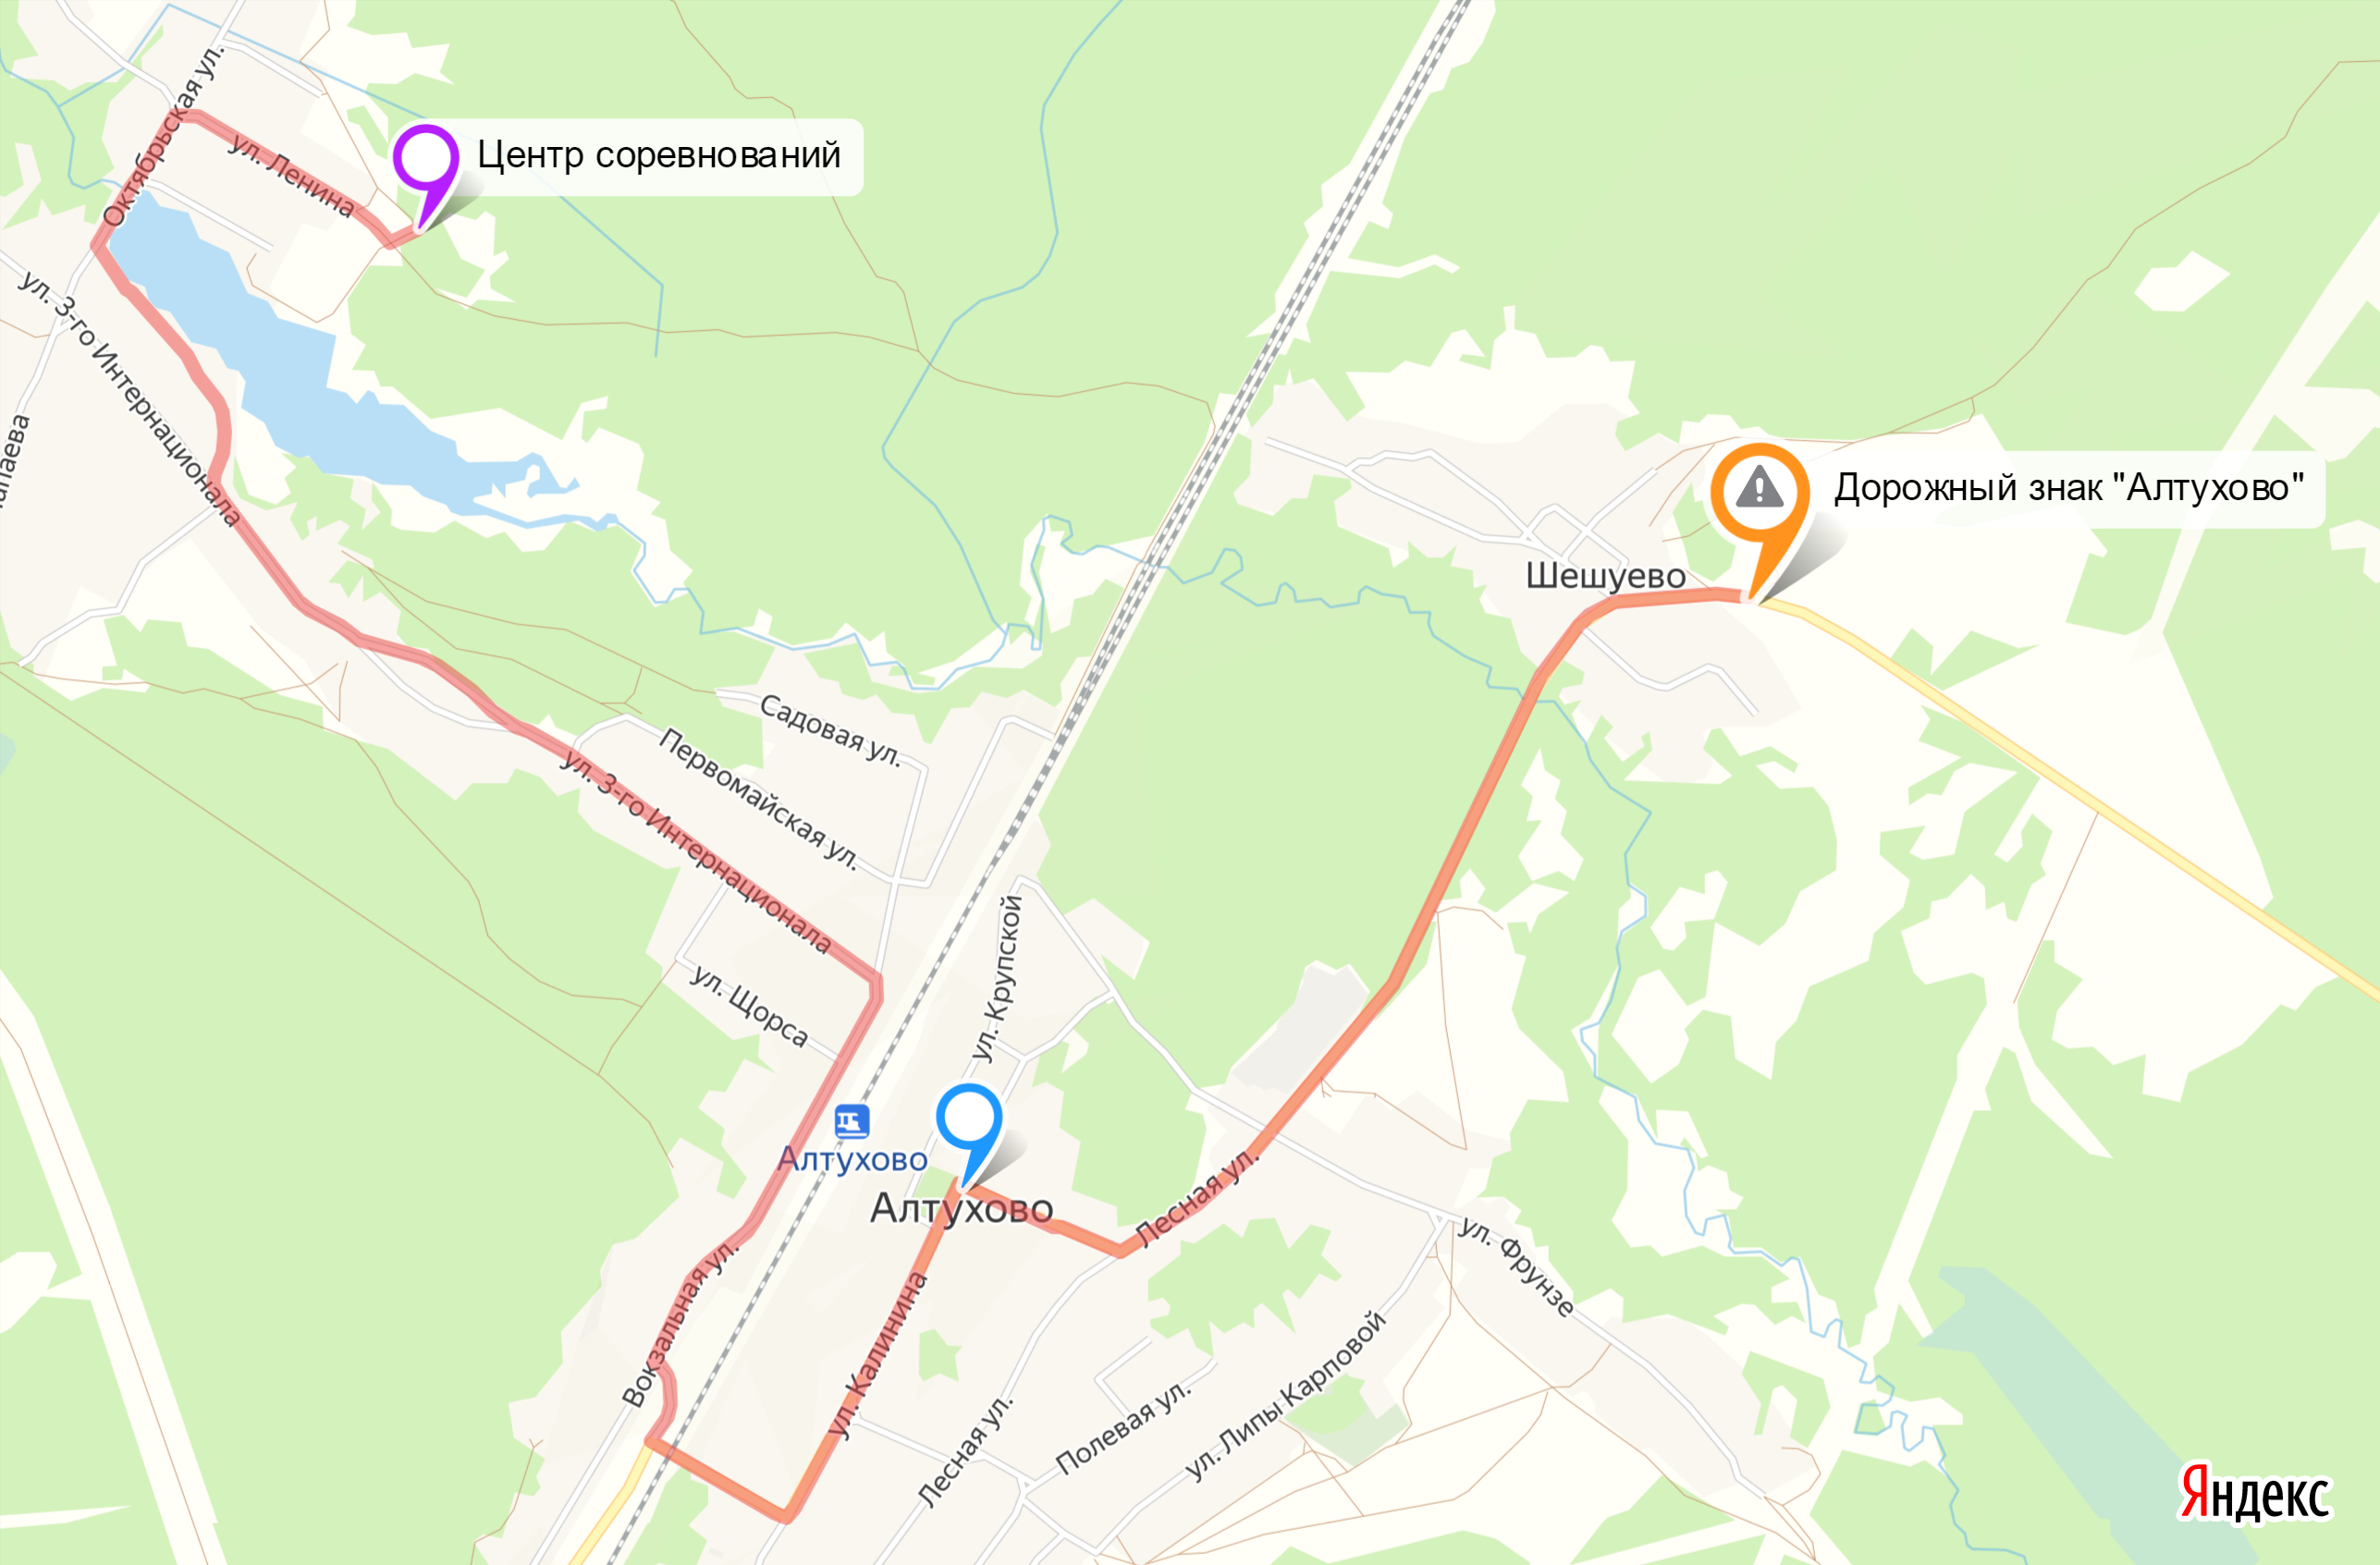 Октябрьская ул.
ул. Ленина
Центр соревнований
ул. 3-го Интернационала
Дорожный знак "Алтухово"
Шешуево
Садовая ул.
Первомайская ул.
ул. 3-го Интернационала
ул. Крупской
ул. Щорса
Алтухово
Алтухово
Лесная ул.
ул. Фрунзе
Вокзальная ул.
ул. Калинина
Лесная ул.
Полевая ул.
ул. Липы Карповой
Яндекс